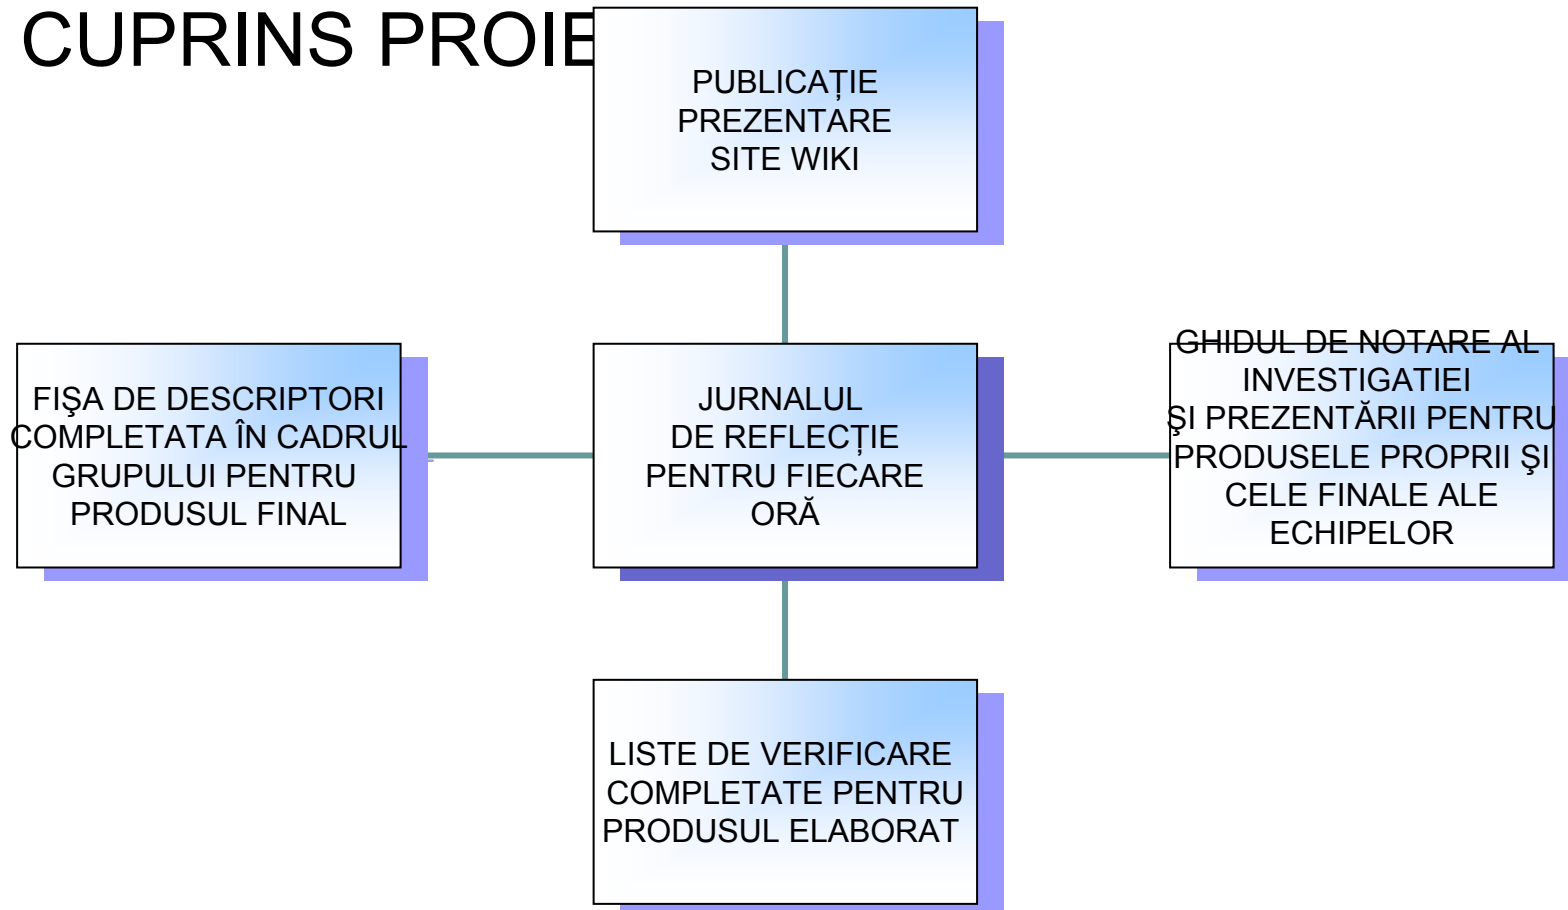 CUPRINS PROIE
PUBLICAȚIE
PREZENTARE
SITE WIKI
FIŞA DE DESCRIPTORI
COMPLETATA ÎN CADRUL
GRUPULUI PENTRU
PRODUSUL FINAL
JURNALUL
DE REFLECȚIE
PENTRU FIECARE
ORĂ
GHIDUL DE NOTARE AL
INVESTIGATIEI
ŞI PREZENTĂRII PENTRU
PRODUSELE PROPRII ŞI
CELE FINALE ALE
ECHIPELOR
LISTE DE VERIFICARE
COMPLETATE PENTRU
PRODUSUL ELABORAT